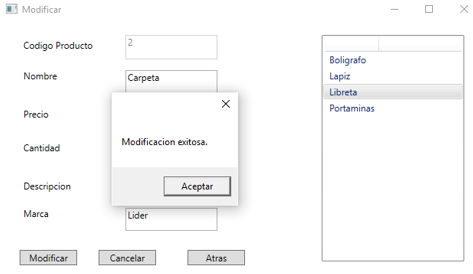 Modificar
Codigo Producto
2
Nombre
Carpeta
Precio
Cantidad
Descripcion
Marca
Lider
Modificar
Cancelar
Atras
Modificacion exitosa.
Aceptar
Boligrafo
Lapiz
Libreta
Portaminas